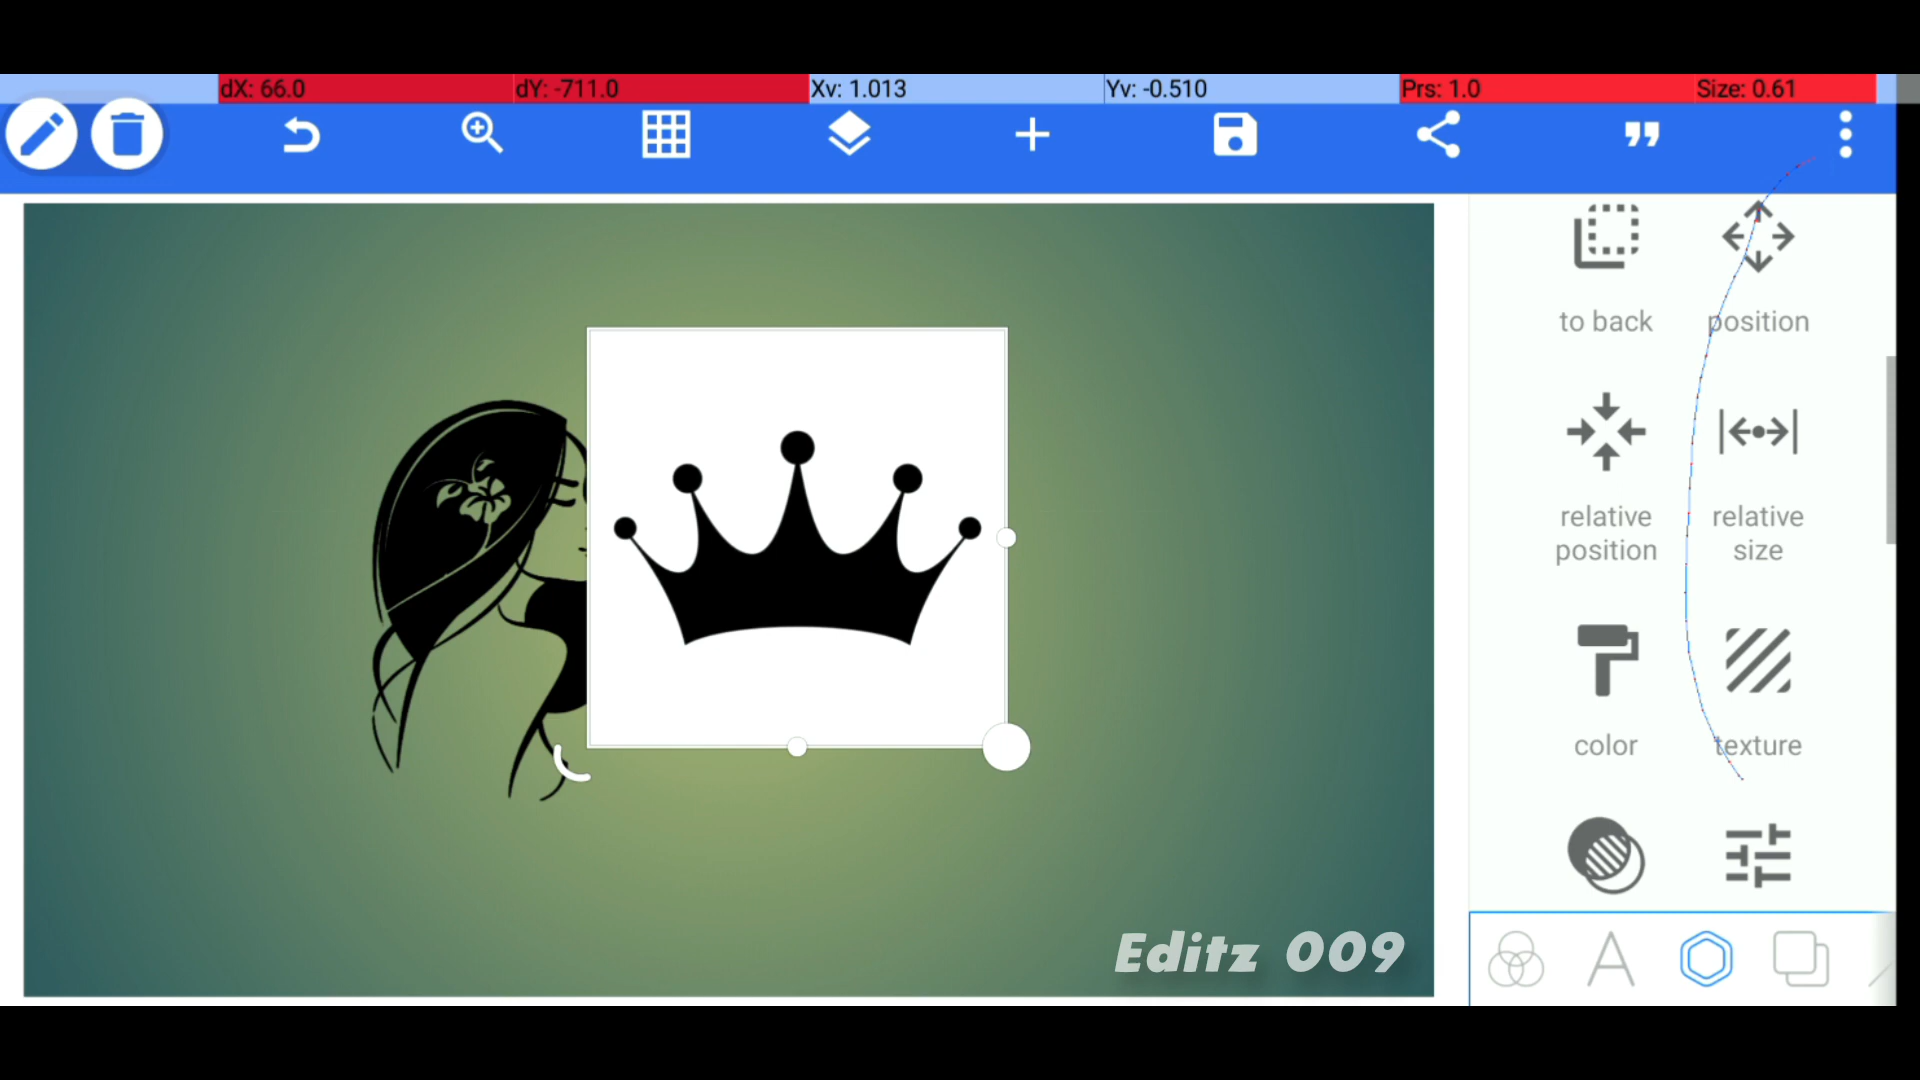 dX: 66.0 dY: -711.0 Xv: 1.013 Yv: -0.510 Prs: 1.0 Size: 0.61
to back position
relative position
relative size
color texture
Editz 009